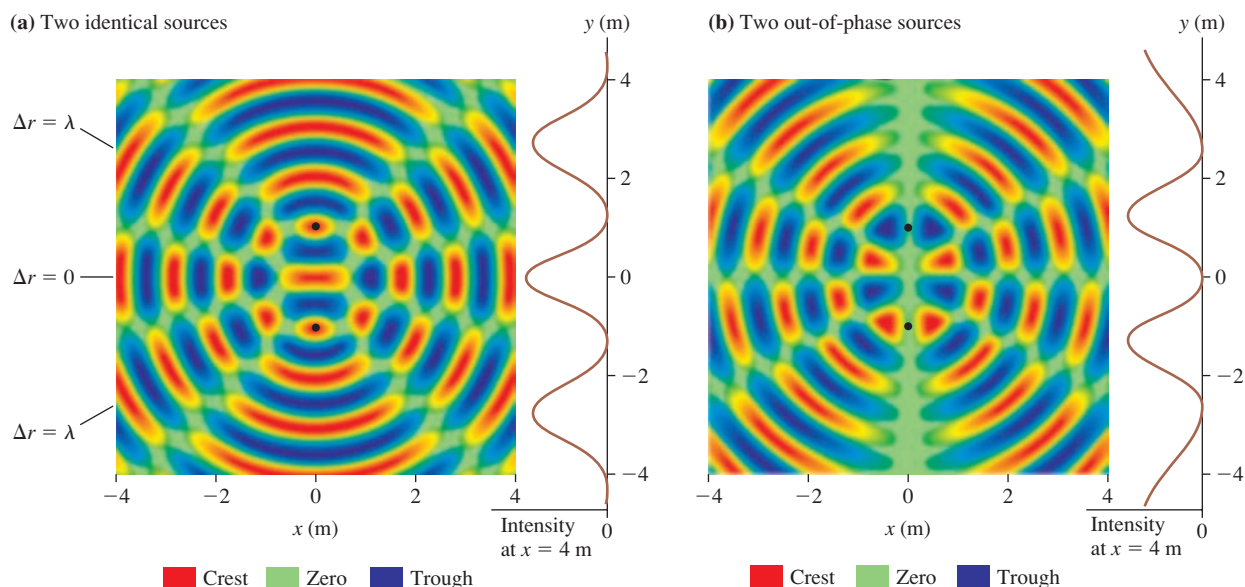 (a) Two identical sources
y (m)
4
2
0
−2
−4
Δr = λ
Δr = 0
Δr = λ
−4 −2 0 2 4
x (m)
Intensity
at x = 4 m
0
Crest Zero Trough
(b) Two out-of-phase sources
y (m)
4
2
0
−2
−4
−4 −2 0 2 4
x (m)
Intensity
at x = 4 m
0
Crest Zero Trough